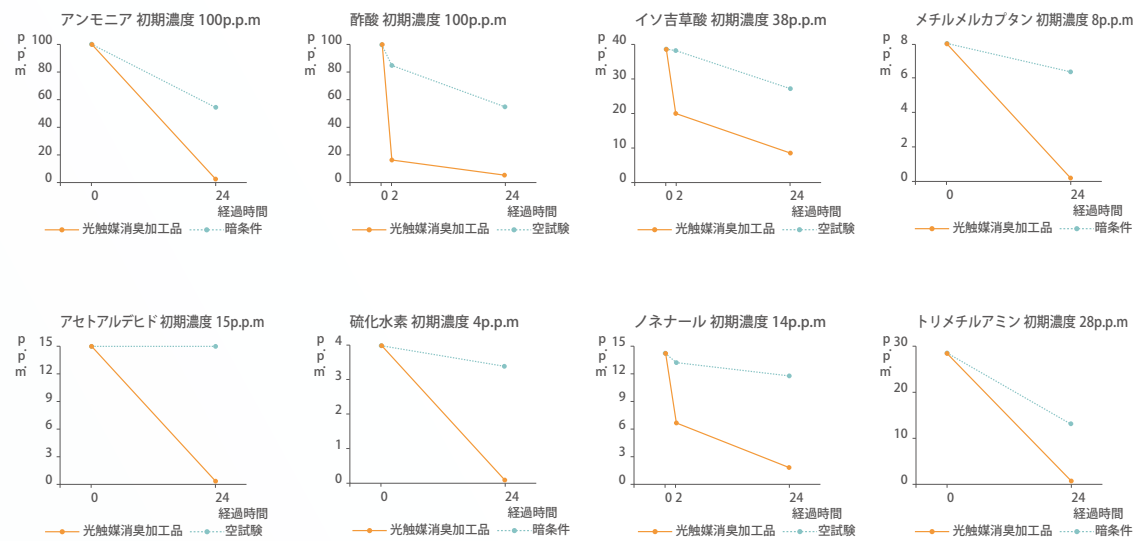 アンモニア 初期濃度 100p.p.m
p.p.m.
100
80
60
40
20
0
0 24
経過時間
光触媒消臭加工品 暗条件
酢酸 初期濃度 100p.p.m
p.p.m.
100
80
60
40
20
0
0 2 24
経過時間
光触媒消臭加工品 空試験
イソ吉草酸 初期濃度 38p.p.m
p.p.m.
40
30
20
10
0
0 2 24
経過時間
光触媒消臭加工品 空試験
メチルメルカプタン 初期濃度 8p.p.m
p.p.m.
8
6
4
2
0
0 24
経過時間
光触媒消臭加工品 暗条件
アセトアルデヒド 初期濃度 15p.p.m
p.p.m.
15
12
9
6
3
0
0 24
経過時間
光触媒消臭加工品 空試験
硫化水素 初期濃度 4p.p.m
p.p.m.
4
3
2
1
0
0 24
経過時間
光触媒消臭加工品 暗条件
ノネナール 初期濃度 14p.p.m
p.p.m.
15
12
9
6
3
0
0 2 24
経過時間
光触媒消臭加工品 空試験
トリメチルアミン 初期濃度 28p.p.m
p.p.m.
30
20
10
0
0 24
経過時間
光触媒消臭加工品 暗条件